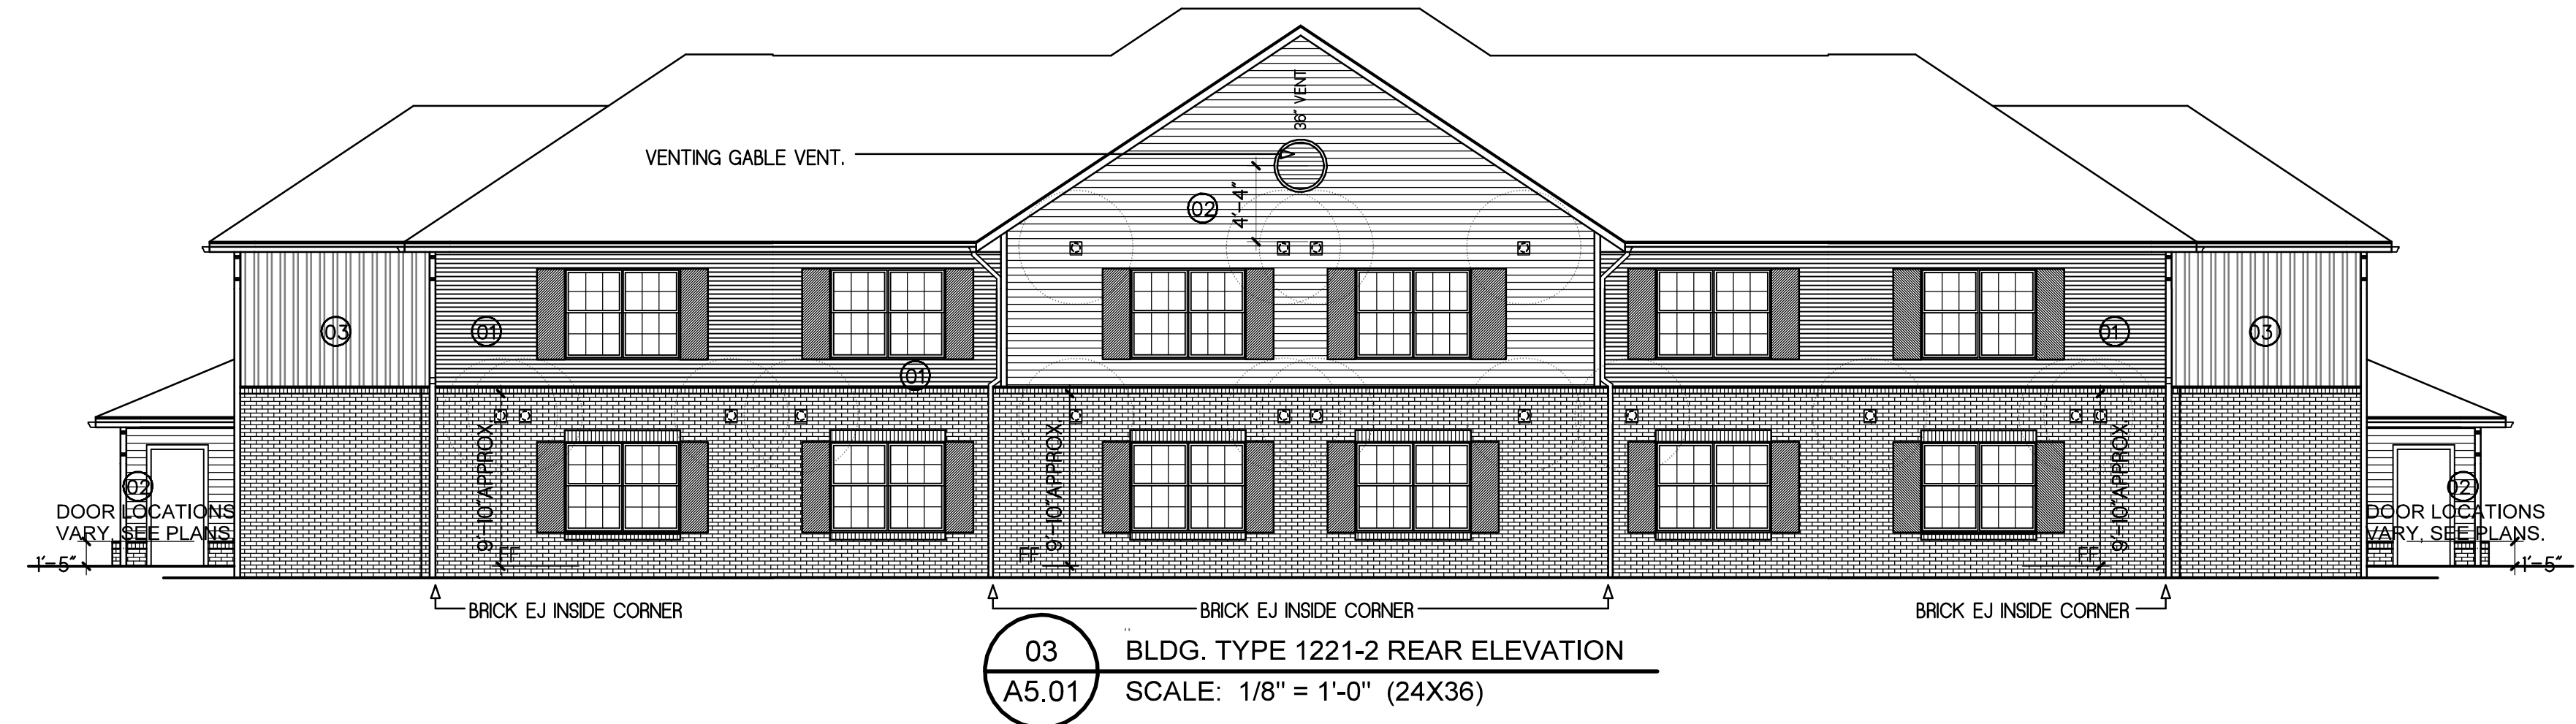 36" VENT
VENTING GABLE VENT.
V
02
4'-4"
03
01
01
01
03
02
DOOR LOCATIONS
VARY, SEE PLANS.
1'-5"
9'-10"APPROX.
FF
9'-10"APPROX.
FF
9'-10"APPROX.
FF
02
DOOR LOCATIONS
VARY, SEE PLANS.
1'-5"
BRICK EJ INSIDE CORNER
BRICK EJ INSIDE CORNER
BRICK EJ INSIDE CORNER
03
BLDG. TYPE 1221-2 REAR ELEVATION
A5.01
SCALE: 1/8" = 1'-0" (24X36)